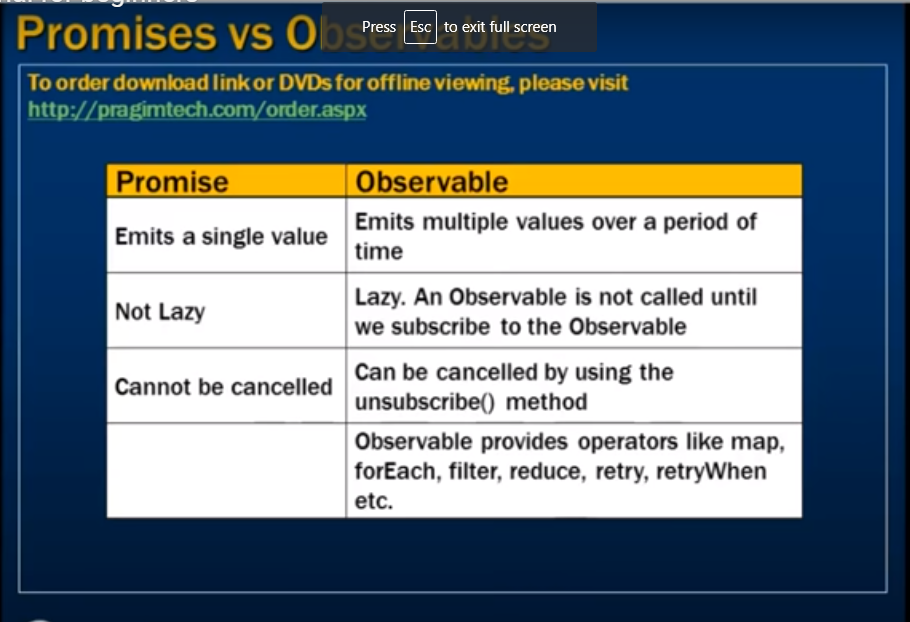 for beginners
Promises vs Observables
Press Esc to exit full screen
To order download link or DVDs for offline viewing, please visit
http://pragimtech.com/order.aspx
Promise
Observable
Emits a single value
Emits multiple values over a period of
time
Not Lazy
Lazy. An Observable is not called until
we subscribe to the Observable
Cannot be cancelled
Can be cancelled by using the
unsubscribe() method
Observable provides operators like map,
forEach, filter, reduce, retry, retryWhen
etc.